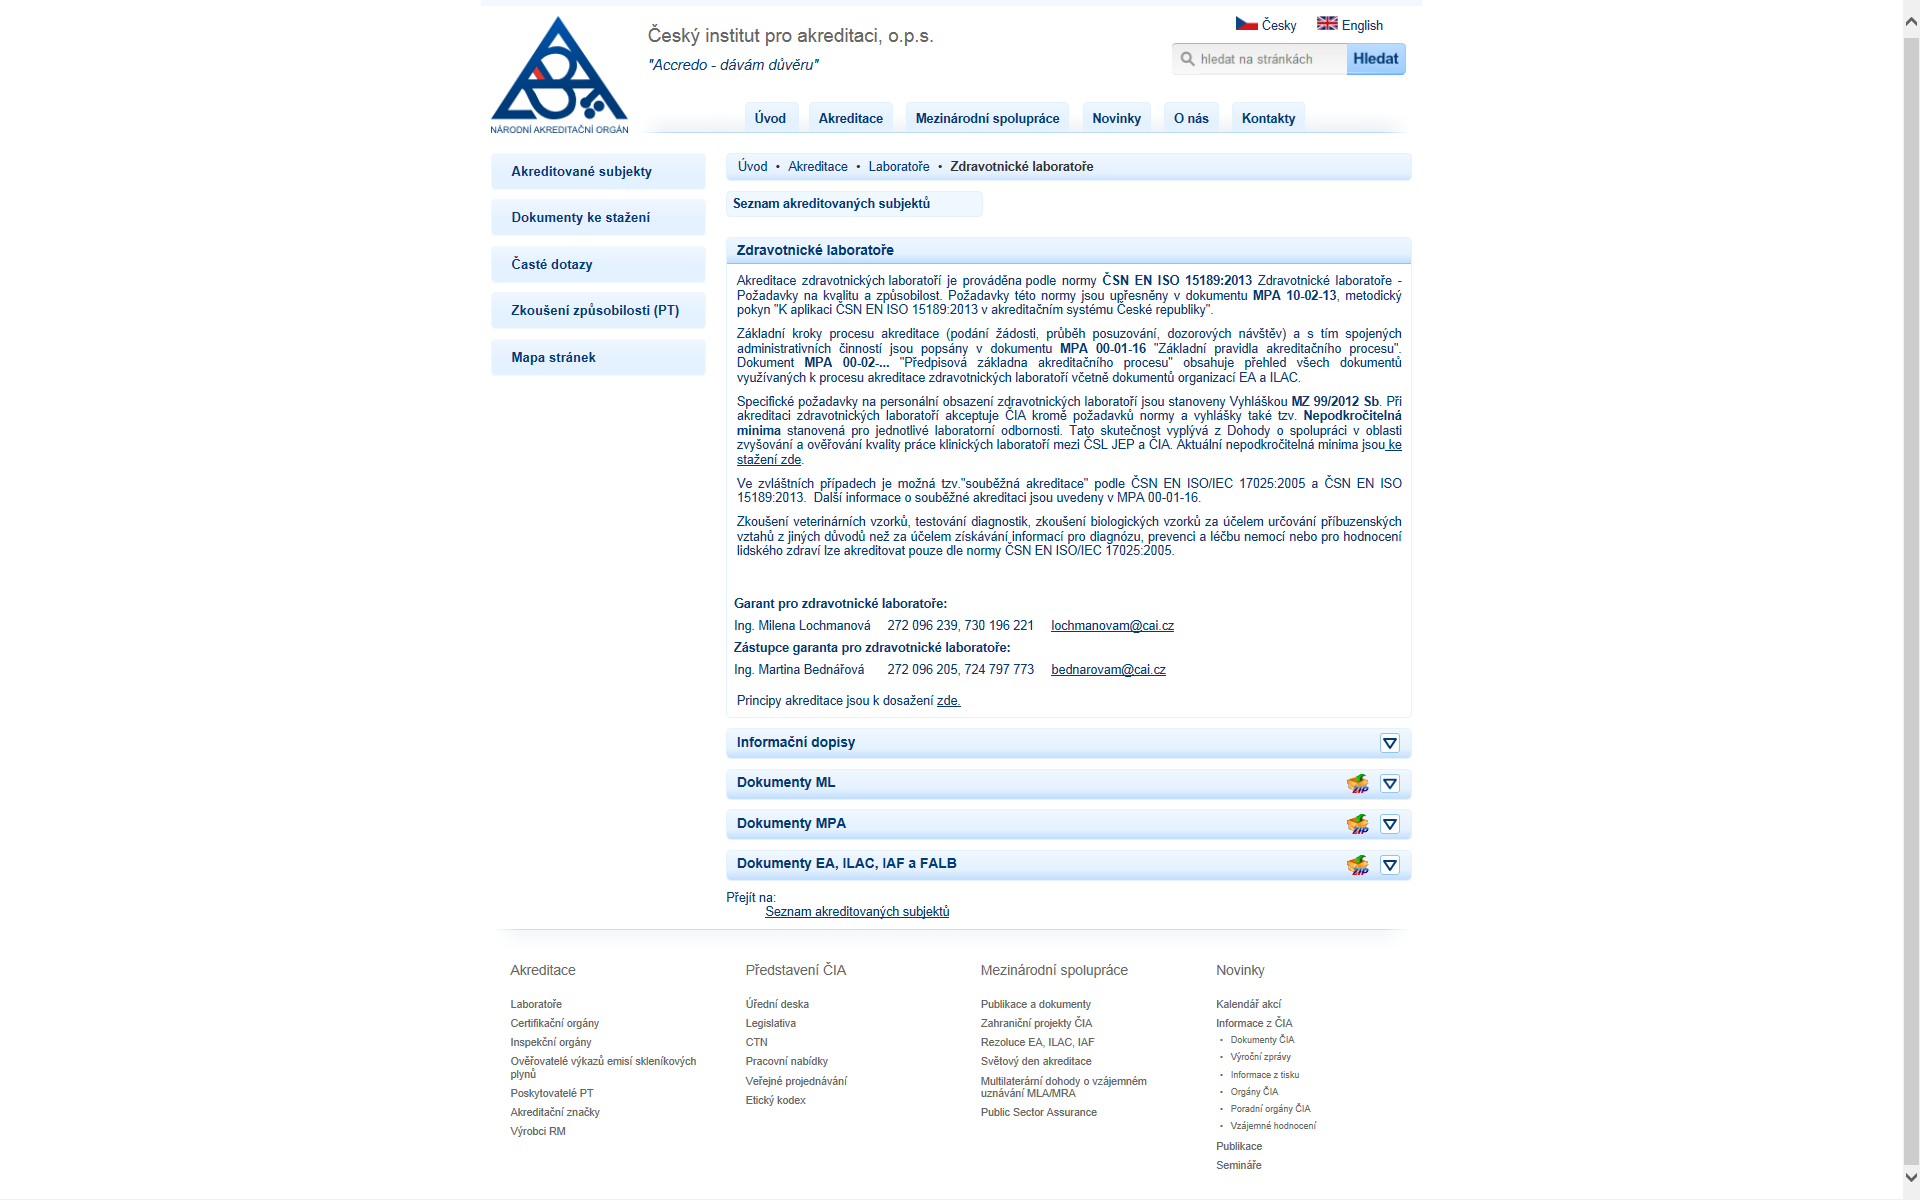 Český institut pro akreditaci, o.p.s.
"Accredo - dávám důvěru"
Česky English
hledat na stránkách Hledat
NÁRODNÍ AKREDITAČNÍ ORGÁN
Úvod Akreditace Mezinárodní spolupráce Novinky O nás Kontakty
Akreditované subjekty
Dokumenty ke stažení
Časté dotazy
Zkoušení způsobilosti (PT)
Mapa stránek
Úvod • Akreditace • Laboratoře • Zdravotnické laboratoře
Seznam akreditovaných subjektů
Zdravotnické laboratoře
Akreditace zdravotnických laboratoří je prováděna podle normy ČSN EN ISO 15189:2013 Zdravotnické laboratoře -
Požadavky na kvalitu a způsobilost. Požadavky této normy jsou upřesněny v dokumentu MPA 10-02-13, metodický
pokyn "K aplikaci ČSN EN ISO 15189:2013 v akreditačním systému České republiky".
Základní kroky procesu akreditace (podání žádosti, průběh posuzování, dozorových návštěv) a s tím spojených
administrativních činností jsou popsány v dokumentu MPA 00-01-16 "Základní pravidla akreditačního procesu".
Dokument MPA 00-02-... "Předpisová základna akreditačního procesu" obsahuje přehled všech dokumentů
využívaných k procesu akreditace zdravotnických laboratoří včetně dokumentů organizací EA a ILAC.
Specifické požadavky na personální obsazení zdravotnických laboratoří jsou stanoveny Vyhláškou MZ 99/2012 Sb. Při
akreditaci zdravotnických laboratoří akceptuje ČIA kromě požadavků normy a vyhlášky také tzv. Nepodkročitelná
minima stanovená pro jednotlivé laboratorní odbornosti. Tato skutečnost vyplývá z Dohody o spolupráci v oblasti
zvyšování a ověřování kvality práce klinických laboratoří mezi ČSL JEP a ČIA. Aktuální nepodkročitelná minima jsou ke
stažení zde.
Ve zvláštních případech je možná tzv."souběžná akreditace" podle ČSN EN ISO/IEC 17025:2005 a ČSN EN ISO
15189:2013. Další informace o souběžné akreditaci jsou uvedeny v MPA 00-01-16.
Zkoušení veterinárních vzorků, testování diagnostik, zkoušení biologických vzorků za účelem určování příbuzenských
vztahů z jiných důvodů než za účelem získávání informací pro diagnózu, prevenci a léčbu nemocí nebo pro hodnocení
lidského zdraví lze akreditovat pouze dle normy ČSN EN ISO/IEC 17025:2005.
Garant pro zdravotnické laboratoře:
Ing. Milena Lochmanová 272 096 239, 730 196 221 lochmanovam@cai.cz
Zástupce garanta pro zdravotnické laboratoře:
Ing. Martina Bednářová 272 096 205, 724 797 773 bednarovam@cai.cz
Principy akreditace jsou k dosažení zde.
Informační dopisy
Dokumenty ML ZIP
Dokumenty MPA ZIP
Dokumenty EA, ILAC, IAF a FALB ZIP
Přejít na:
Seznam akreditovaných subjektů
Akreditace
Laboratoře
Certifikační orgány
Inspekční orgány
Ověřovatelé výkazů emisí skleníkových
plynů
Poskytovatelé PT
Akreditační značky
Výrobci RM
Představení ČIA
Úřední deska
Legislativa
CTN
Pracovní nabídky
Veřejné projednávání
Etický kodex
Mezinárodní spolupráce
Publikace a dokumenty
Zahraniční projekty ČIA
Rezoluce EA, ILAC, IAF
Světový den akreditace
Multilaterární dohody o vzájemném
uznávání MLA/MRA
Public Sector Assurance
Novinky
Kalendář akcí
Informace z ČIA
• Dokumenty ČIA
• Výroční zprávy
• Informace z tisku
• Orgány ČIA
• Poradní orgány ČIA
• Vzájemné hodnocení
Publikace
Semináře